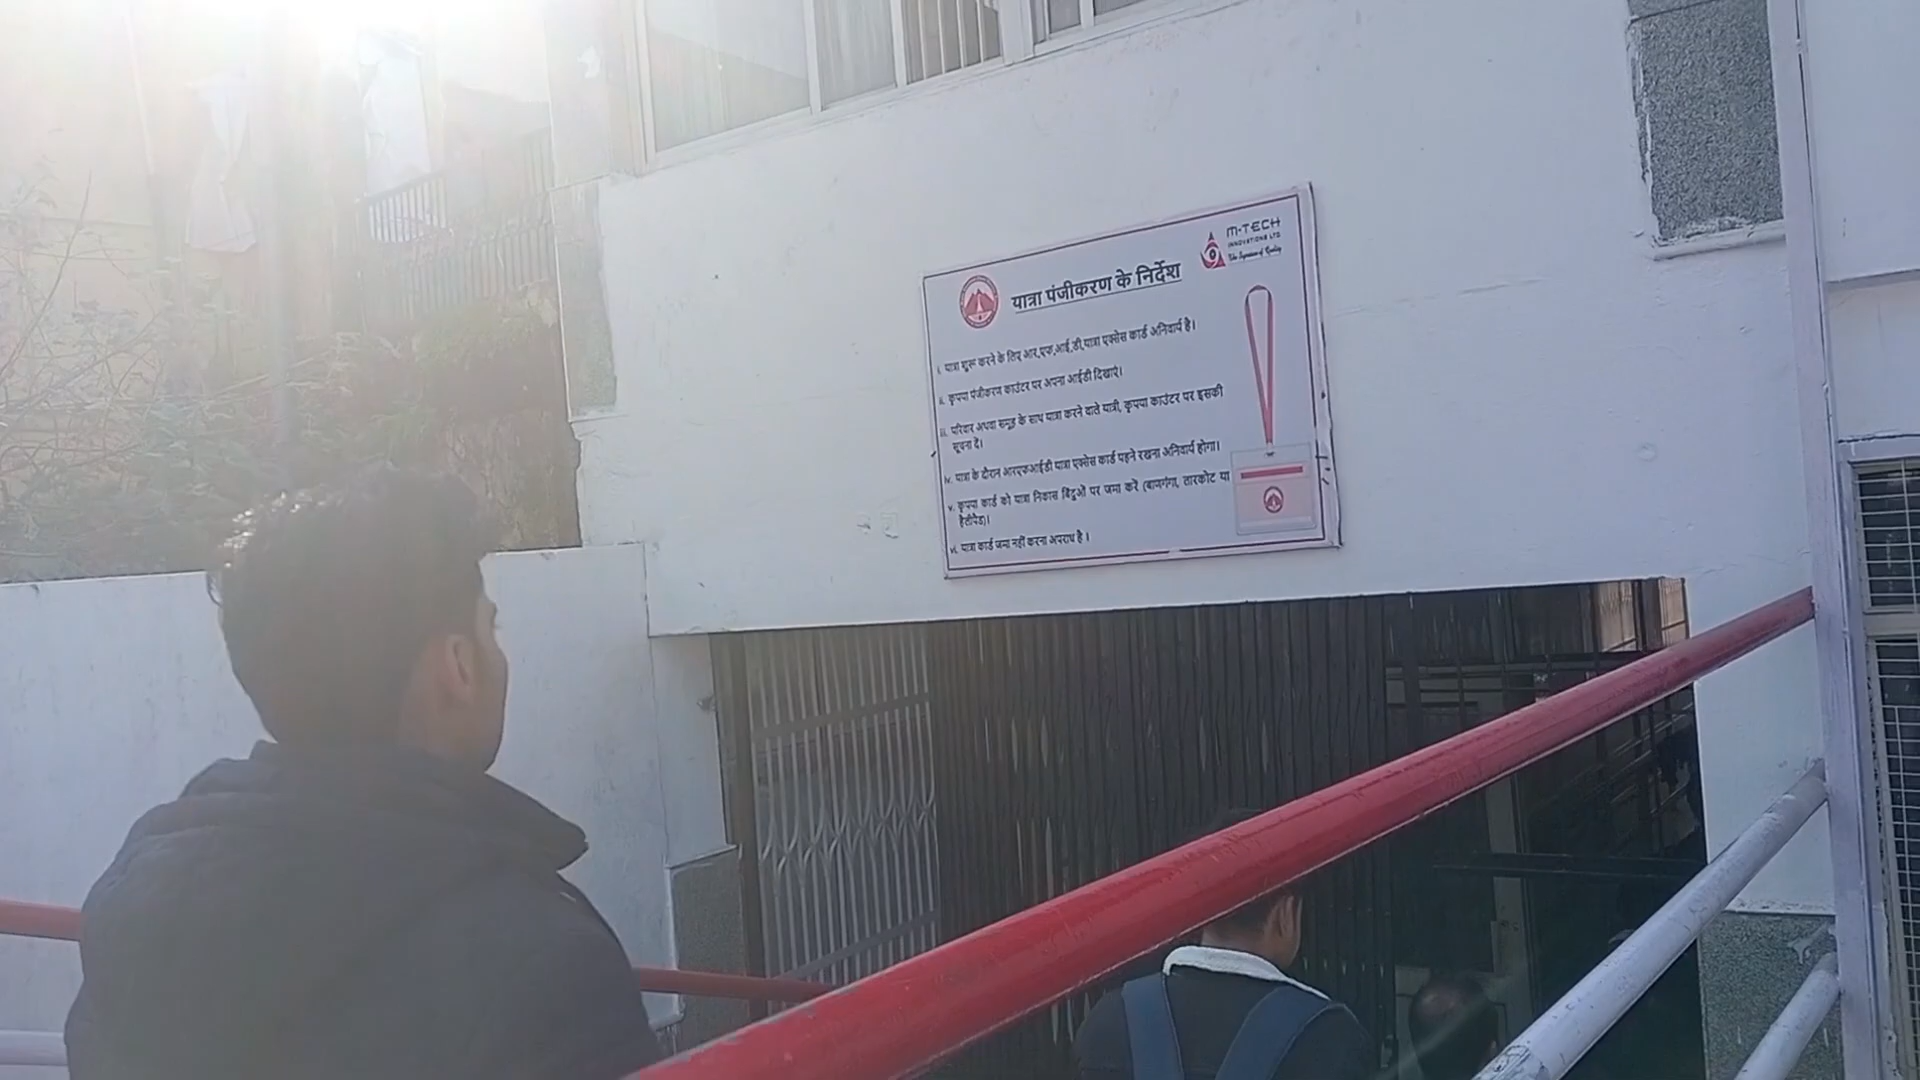 M-TECH
INNOVATIONS LTD
यात्रा पंजीकरण के निर्देश
i. यात्रा शुरू करने के लिए आर.एफ.आई.डी.यात्रा एक्सेस कार्ड अनिवार्य है।
ii. कृपया पंजीकरण काउंटर पर अपना आईडी दिखाएं।
iii. परिवार अथवा समूह के साथ यात्रा करने वाले यात्री, कृपया काउंटर पर इसकी
सूचना दें।
iv. यात्रा के दौरान आरएफआईडी यात्रा एक्सेस कार्ड पहने रखना अनिवार्य होगा।
v. कृपया कार्ड को यात्रा निकास बिंदुओं पर जमा करें (बाणगंगा, तारकोट या
हैलीपैड)।
vi. यात्रा कार्ड जमा नहीं करना अपराध है ।